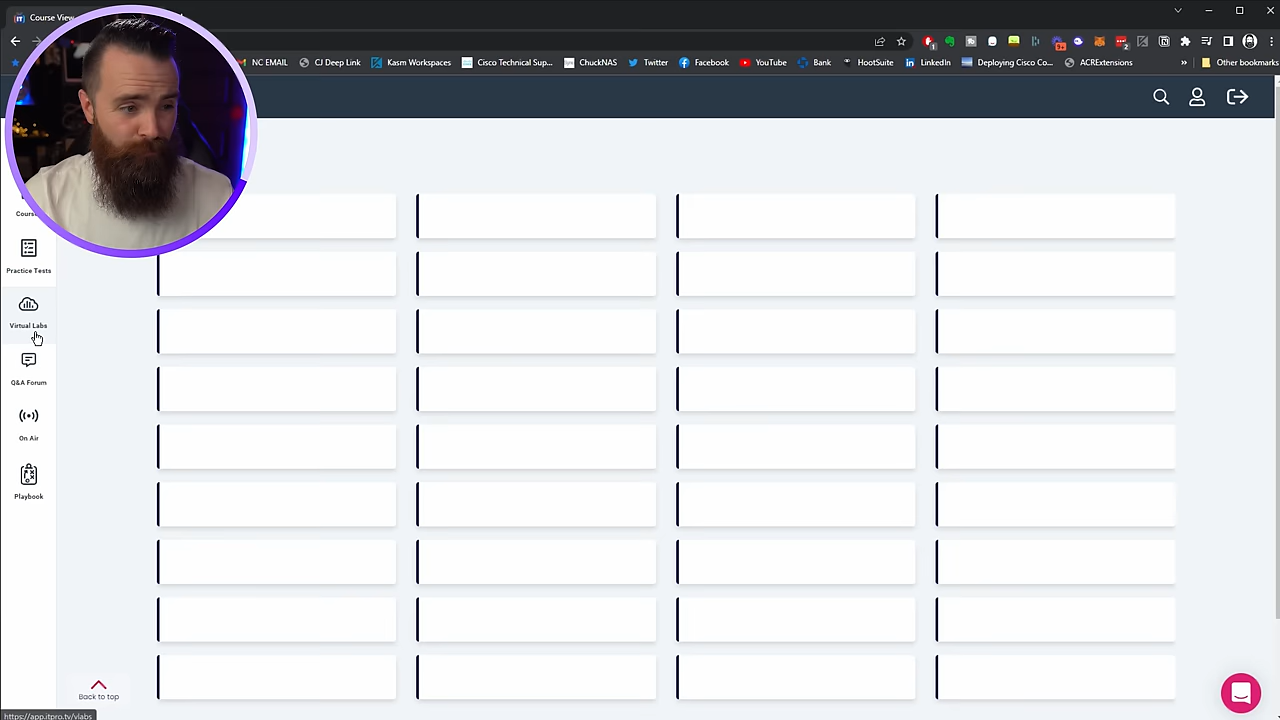 Course View
NC EMAIL
CJ Deep Link
Kasm Workspaces
Cisco Technical Sup...
ChuckNAS
Twitter
Facebook
YouTube
Bank
HootSuite
LinkedIn
Deploying Cisco Co...
ACRExtensions
Other bookmarks
Practice Tests
Virtual Labs
Q&A Forum
On Air
Playbook
Back to top
https://app.itpro.tv/vlabs